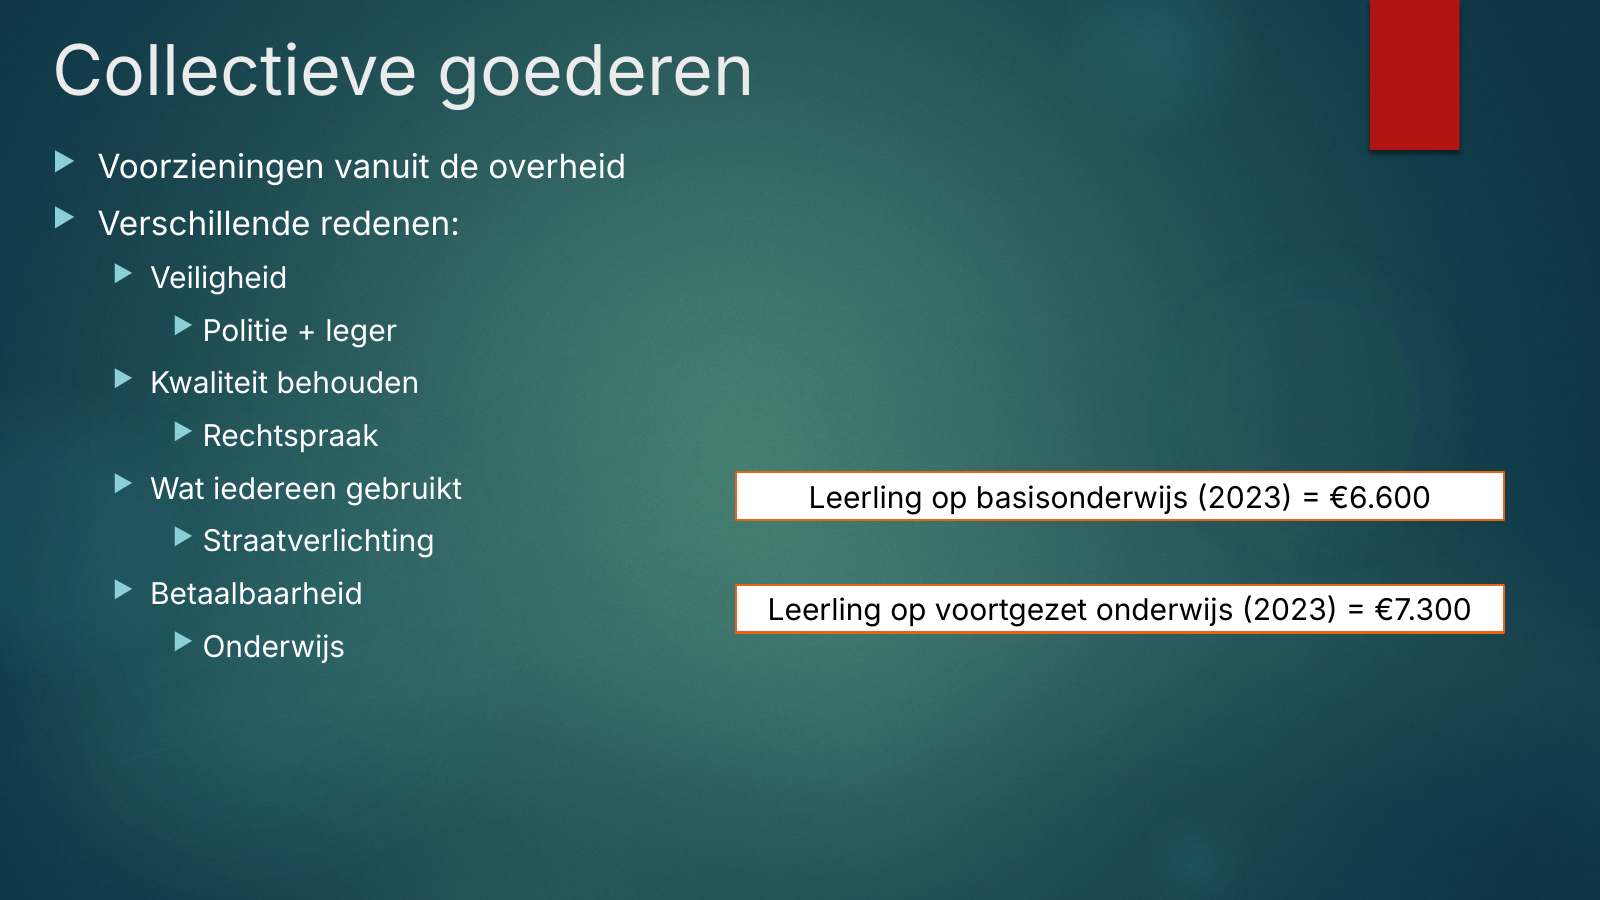 Collectieve goederen
Voorzieningen vanuit de overheid
Verschillende redenen:
Veiligheid
Politie + leger
Kwaliteit behouden
Rechtspraak
Wat iedereen gebruikt
Straatverlichting
Betaalbaarheid
Onderwijs
Leerling op basisonderwijs (2023) = €6.600
Leerling op voortgezet onderwijs (2023) = €7.300